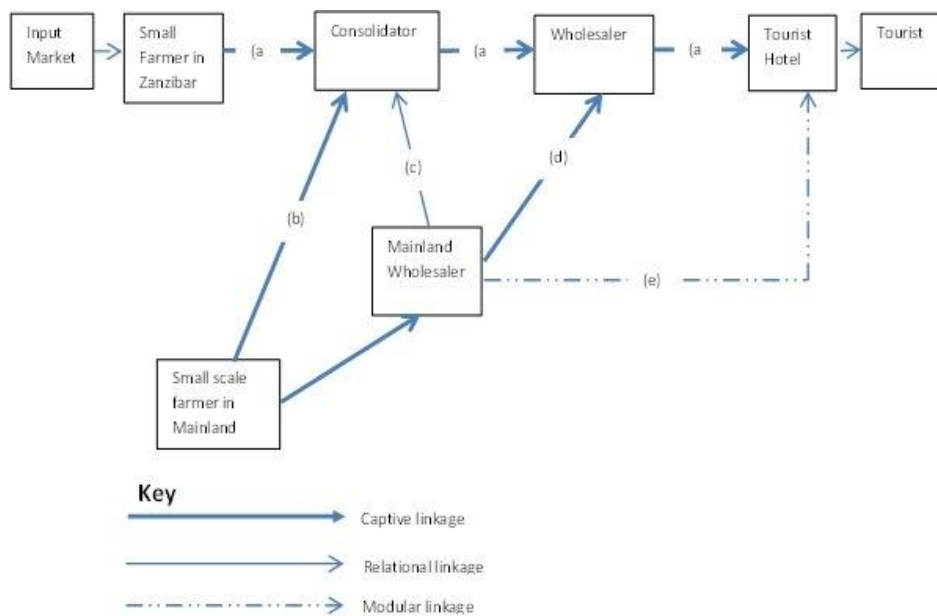 Input
Market
Small
Farmer in
Zanzibar
(a
Consolidator
(a
Wholesaler
(a
Tourist
Hotel
Tourist
(b)
(c)
(d)
Mainland
Wholesaler
(e)
Small scale
farmer in
Mainland
Key
Captive linkage
Relational linkage
Modular linkage